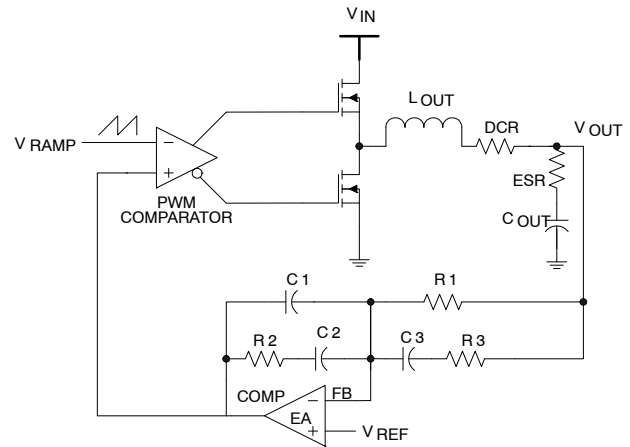 VIN
LOUT
DCR
VOUT
VRAMP
−
+
PWM
COMPARATOR
ESR
COUT
C1
R1
R2
C2
C3
R3
COMP
FB
−
EA
+
VREF